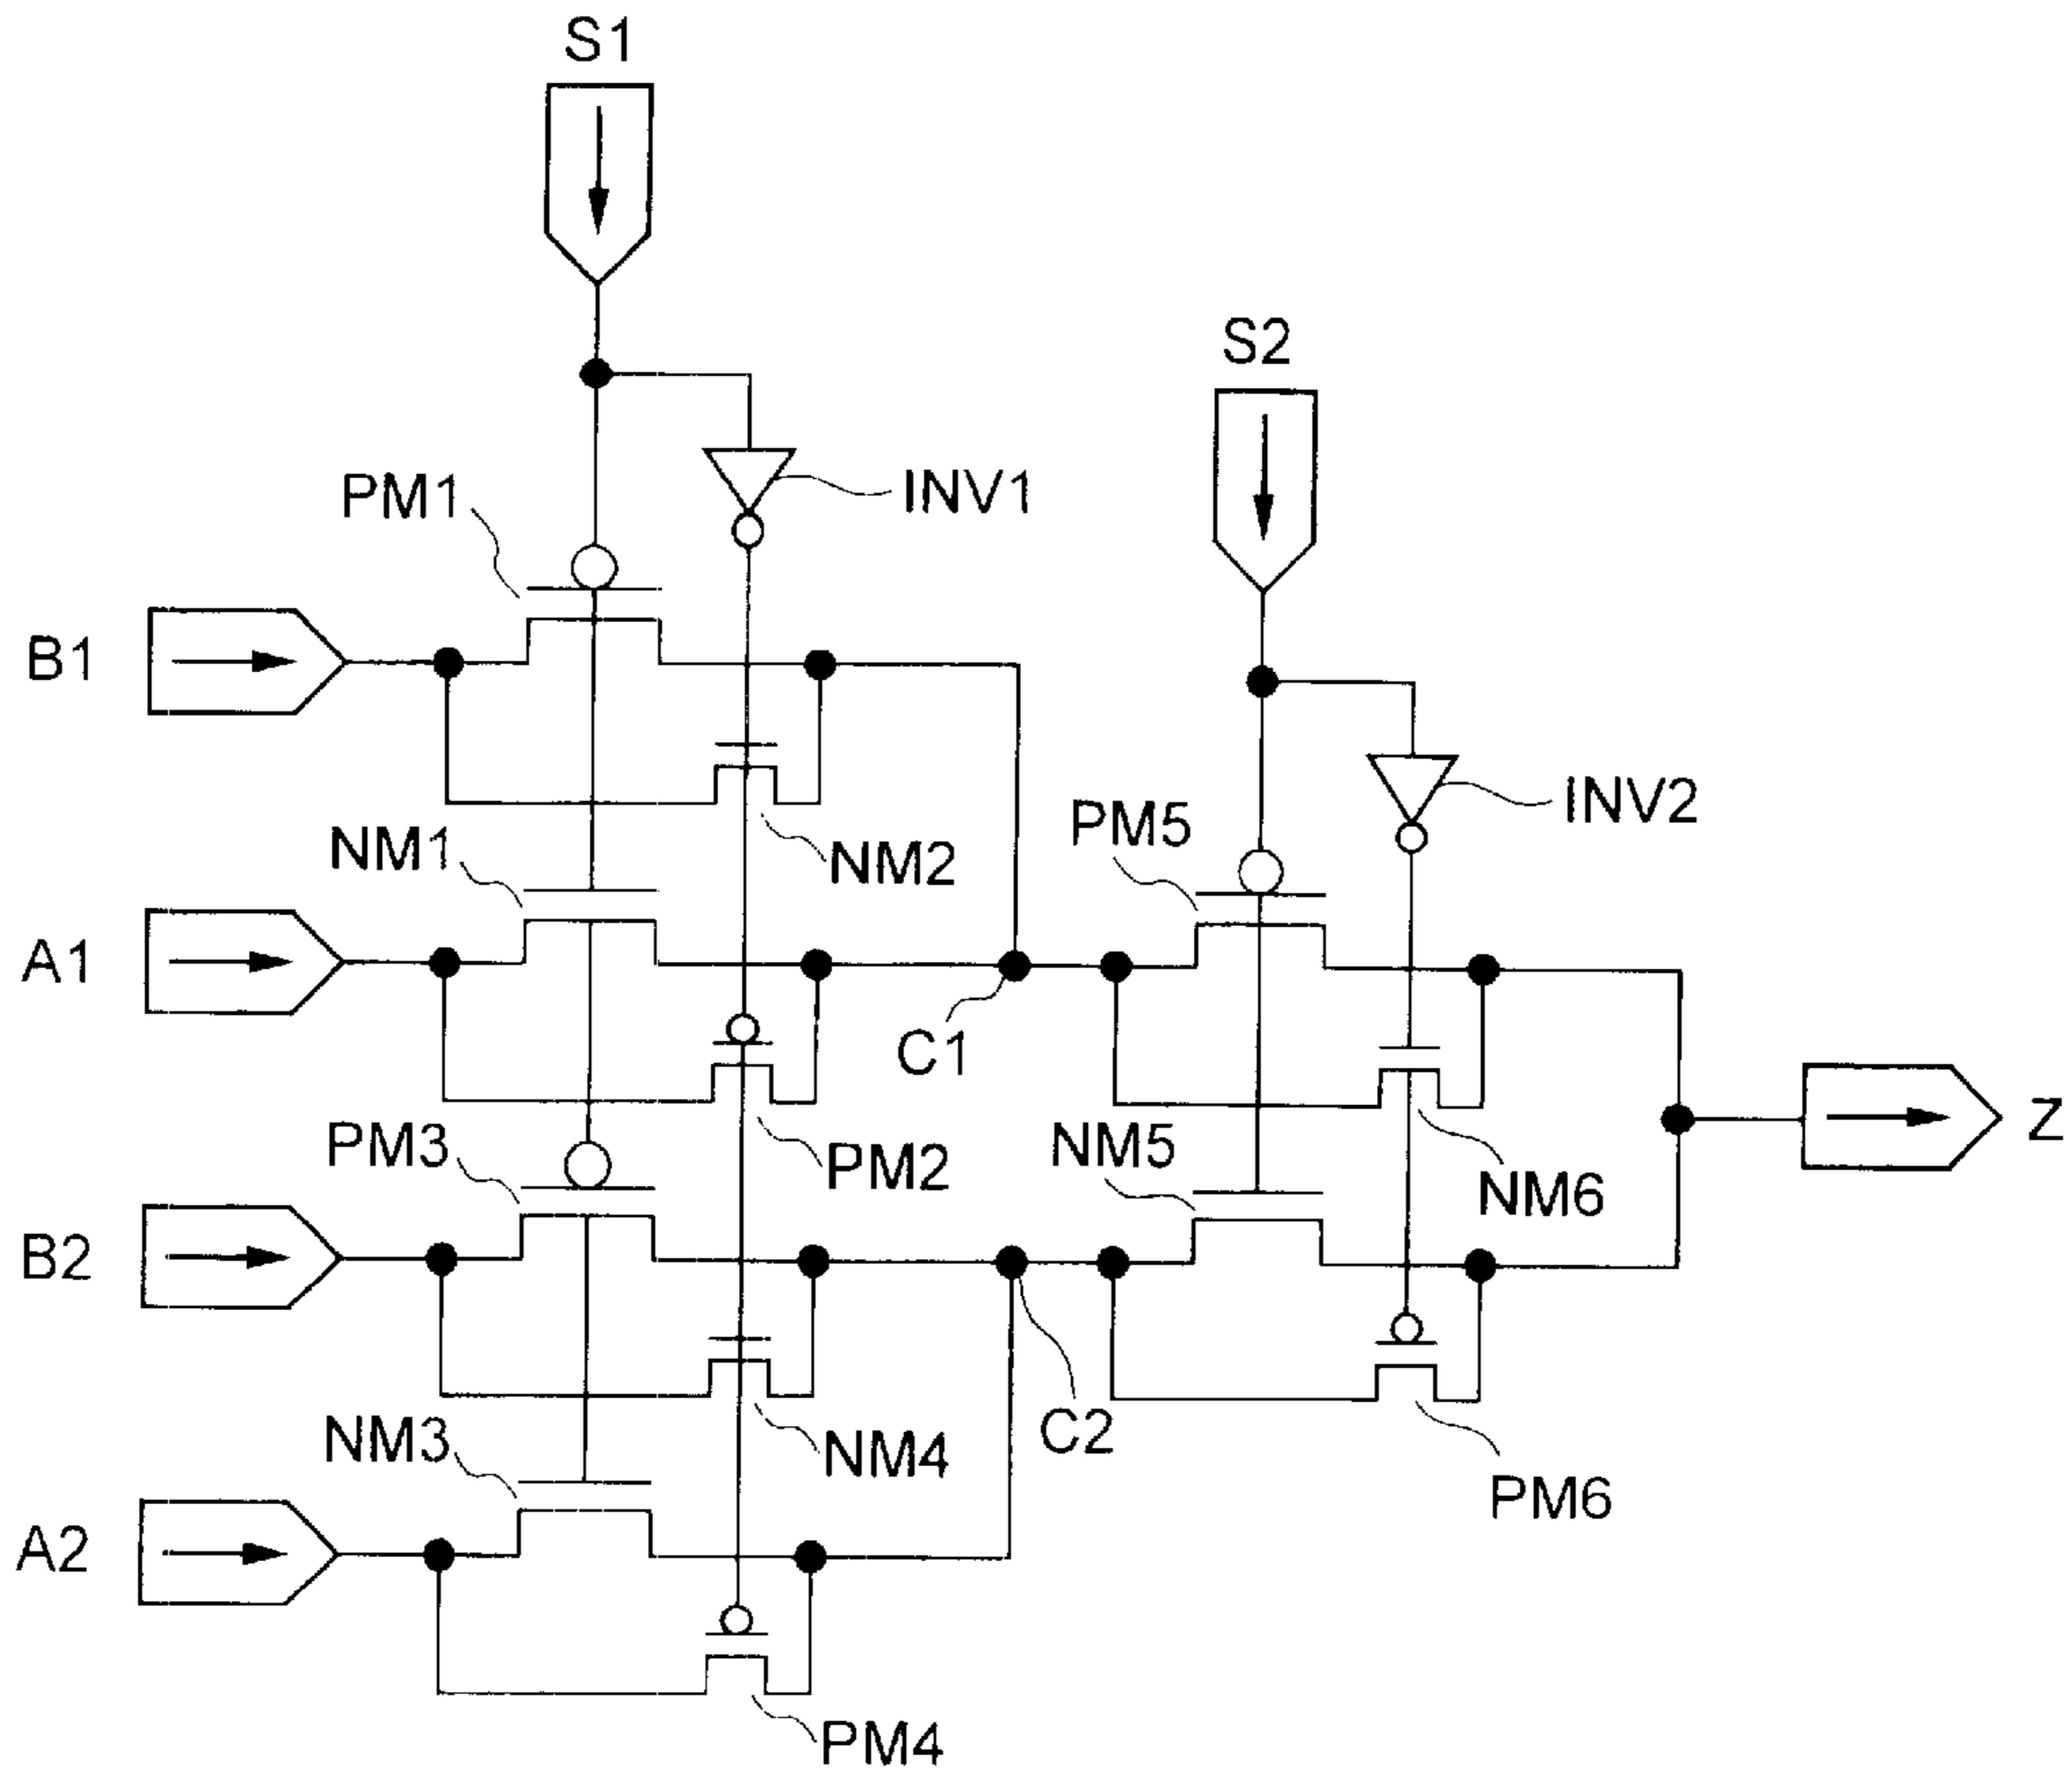 S1
S2
PM1
INV1
B1
INV2
PM5
NM1
NM2
A1
C1
PM3
PM2
NM5
NM6
Z
B2
C2
NM3
NM4
PM6
A2
PM4